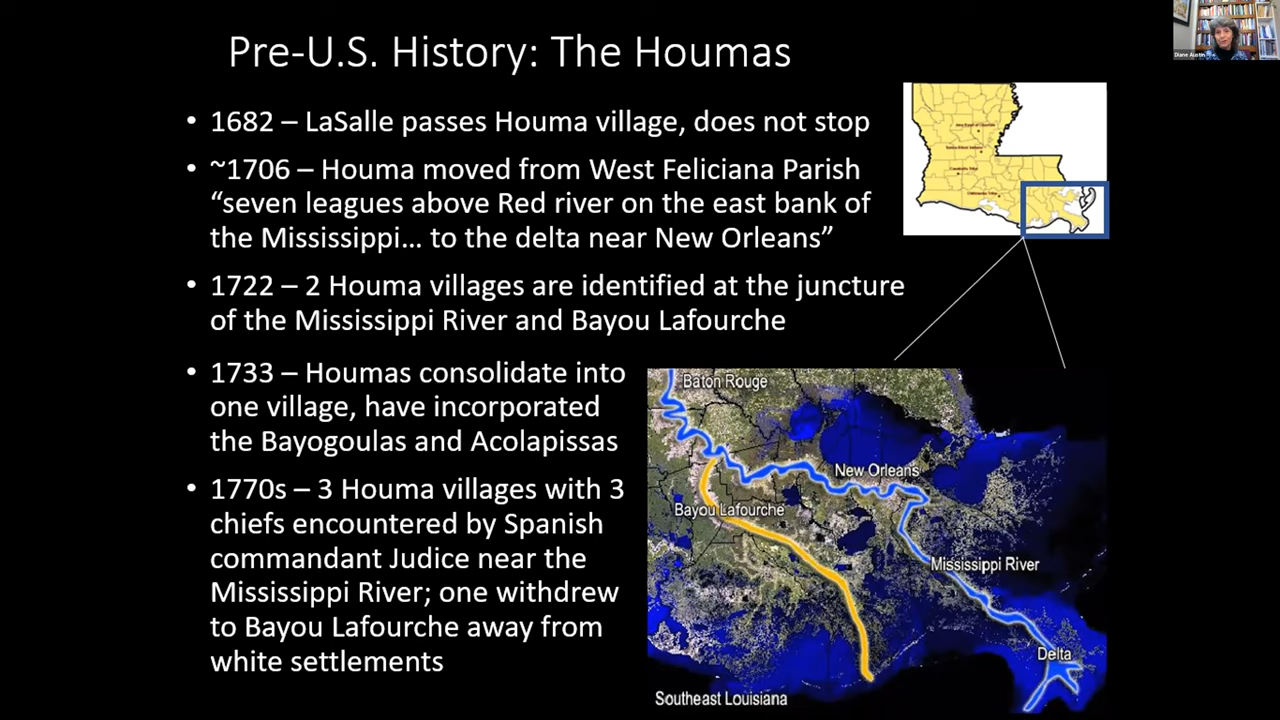 Pre-U.S. History: The Houmas
Diane Austin
• 1682 – LaSalle passes Houma village, does not stop
• ~1706 – Houma moved from West Feliciana Parish
“seven leagues above Red river on the east bank of
the Mississippi… to the delta near New Orleans”
• 1722 – 2 Houma villages are identified at the juncture
of the Mississippi River and Bayou Lafourche
• 1733 – Houmas consolidate into
one village, have incorporated
the Bayogoulas and Acolapissas
• 1770s – 3 Houma villages with 3
chiefs encountered by Spanish
commandant Judice near the
Mississippi River; one withdrew
to Bayou Lafourche away from
white settlements
Baton Rouge
New Orleans
Bayou Lafourche
Mississippi River
Delta
Southeast Louisiana